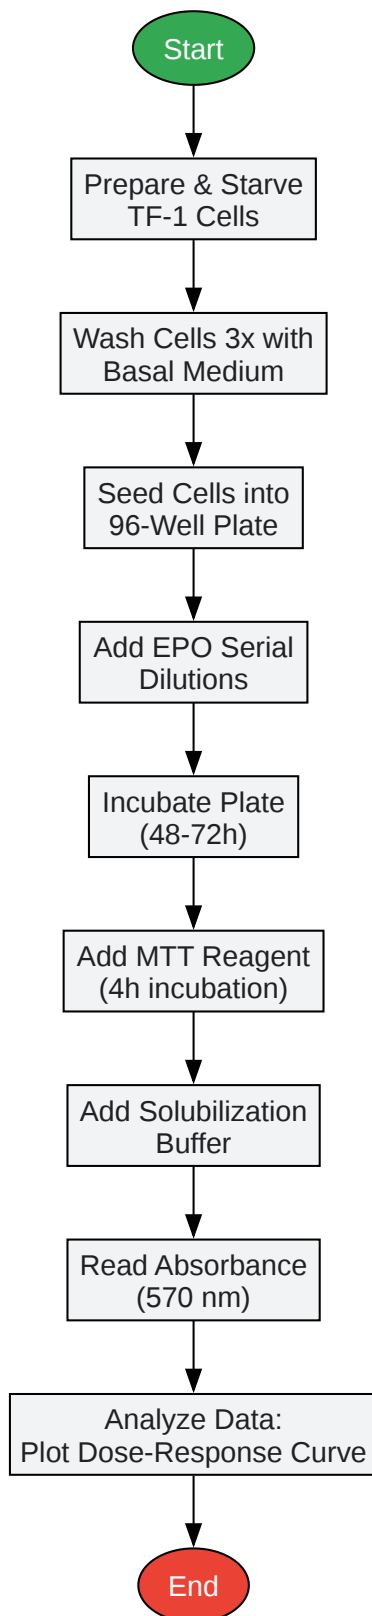 Start
Prepare & Starve
TF-1 Cells
Wash Cells 3x with
Basal Medium
Seed Cells into
96-Well Plate
Add EPO Serial
Dilutions
Incubate Plate
(48-72h)
Add MTT Reagent
(4h incubation)
Add Solubilization
Buffer
Read Absorbance
(570 nm)
Analyze Data:
Plot Dose-Response Curve
End